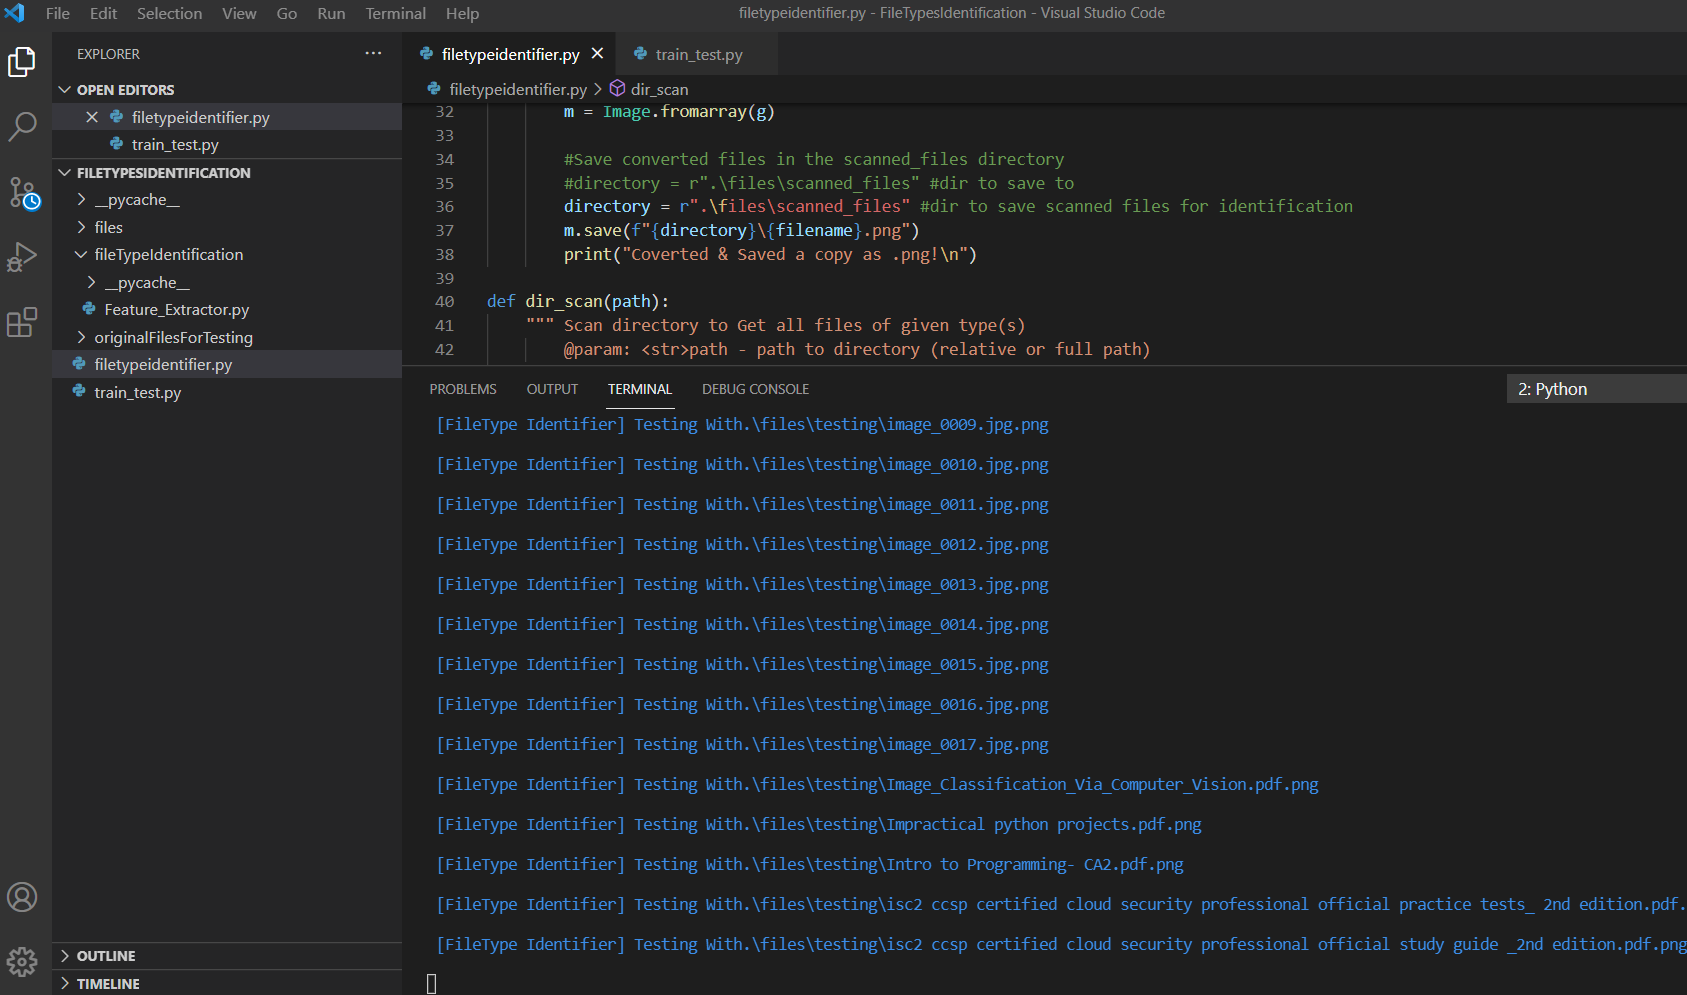 File Edit Selection View Go Run Terminal Help
filetypeidentifier.py - FileTypesIdentification - Visual Studio Code
EXPLORER
OPEN EDITORS
filetypeidentifier.py
train_test.py
FILETYPESIDENTIFICATION
__pycache__
files
fileTypeIdentification
__pycache__
Feature_Extractor.py
originalFilesForTesting
filetypeidentifier.py
train_test.py
OUTLINE
TIMELINE
filetypeidentifier.py train_test.py
filetypeidentifier.py > dir_scan
32 m = Image.fromarray(g)
33
34 #Save converted files in the scanned_files directory
35 #directory = r".\files\scanned_files" #dir to save to
36 directory = r".\files\scanned_files" #dir to save scanned files for identification
37 m.save(f"{directory}\{filename}.png")
38 print("Coverted & Saved a copy as .png!\n")
39
40 def dir_scan(path):
41 """ Scan directory to Get all files of given type(s)
42 @param: <str>path - path to directory (relative or full path)
PROBLEMS OUTPUT TERMINAL DEBUG CONSOLE
2: Python
[FileType Identifier] Testing With.\files\testing\image_0009.jpg.png
[FileType Identifier] Testing With.\files\testing\image_0010.jpg.png
[FileType Identifier] Testing With.\files\testing\image_0011.jpg.png
[FileType Identifier] Testing With.\files\testing\image_0012.jpg.png
[FileType Identifier] Testing With.\files\testing\image_0013.jpg.png
[FileType Identifier] Testing With.\files\testing\image_0014.jpg.png
[FileType Identifier] Testing With.\files\testing\image_0015.jpg.png
[FileType Identifier] Testing With.\files\testing\image_0016.jpg.png
[FileType Identifier] Testing With.\files\testing\image_0017.jpg.png
[FileType Identifier] Testing With.\files\testing\Image_Classification_Via_Computer_Vision.pdf.png
[FileType Identifier] Testing With.\files\testing\Impractical python projects.pdf.png
[FileType Identifier] Testing With.\files\testing\Intro to Programming- CA2.pdf.png
[FileType Identifier] Testing With.\files\testing\isc2 ccsp certified cloud security professional official practice tests_ 2nd edition.pdf.
[FileType Identifier] Testing With.\files\testing\isc2 ccsp certified cloud security professional official study guide _2nd edition.pdf.png